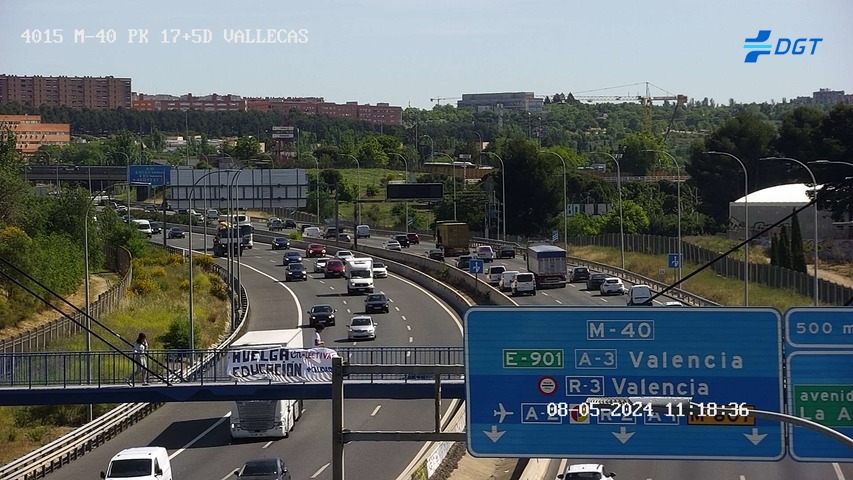 4015 M-40 PK 17+5D VALLECAS
DGT
HUELGA
EDUCACIÓN
M-40
E-901 A-3 Valencia
R-3 Valencia
A-2
08-05-2024 11:18:36
500 m
avenid
La A